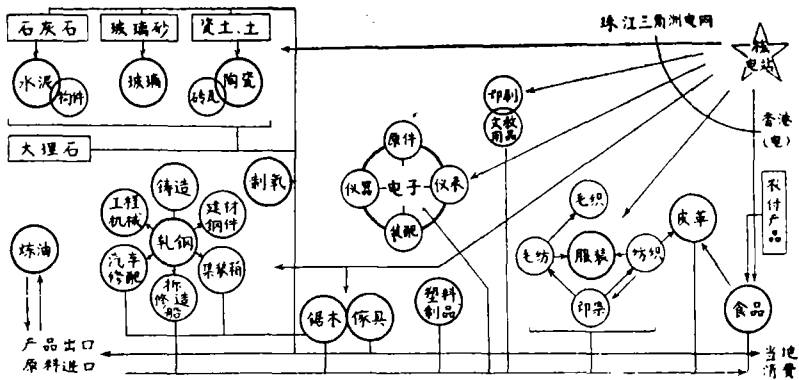 石灰石
玻璃砂
瓷土、土
珠江三角洲电网
核
电站
水泥
构件
玻璃
砖瓦
陶瓷
印刷
文教
用品
香港
(电)
大理石
原件
仪器
电子
仪表
装配
制氧
铸造
工程
机械
建材
钢件
轧钢
汽车
修配
集装箱
拆
修造
船
炼油
毛织
皮革
农付产品
毛纺
服装
纺织
印染
食品
锯木
傢具
塑料
制品
产品出口
原料进口
当地
消费